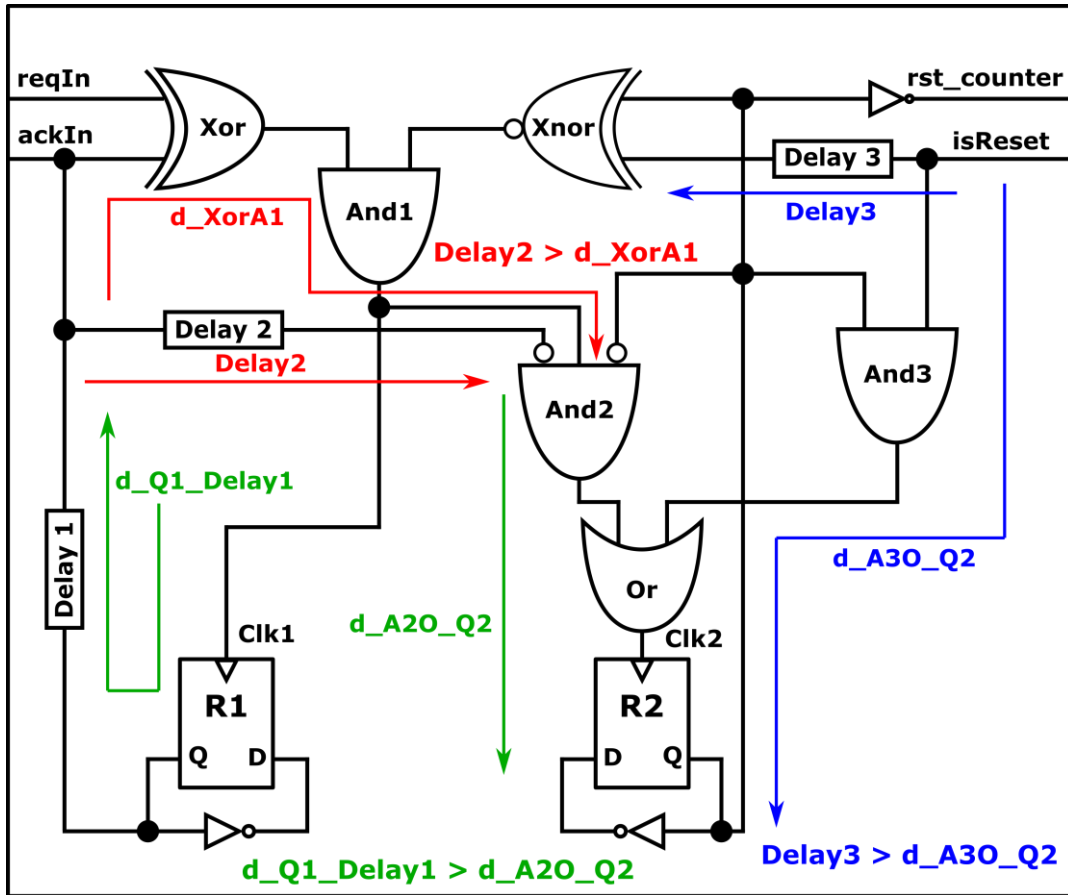 reqIn
rst_counter
Xor
Xnor
ackIn
Delay 3
isReset
And1
d_XorA1
Delay3
Delay2 > d_XorA1
Delay 2
Delay2
And2
And3
d_Q1_Delay1
Delay 1
d_A3O_Q2
Or
d_A2O_Q2
Clk1
Clk2
R1
R2
Q
D
D
Q
d_Q1_Delay1 > d_A2O_Q2
Delay3 > d_A3O_Q2